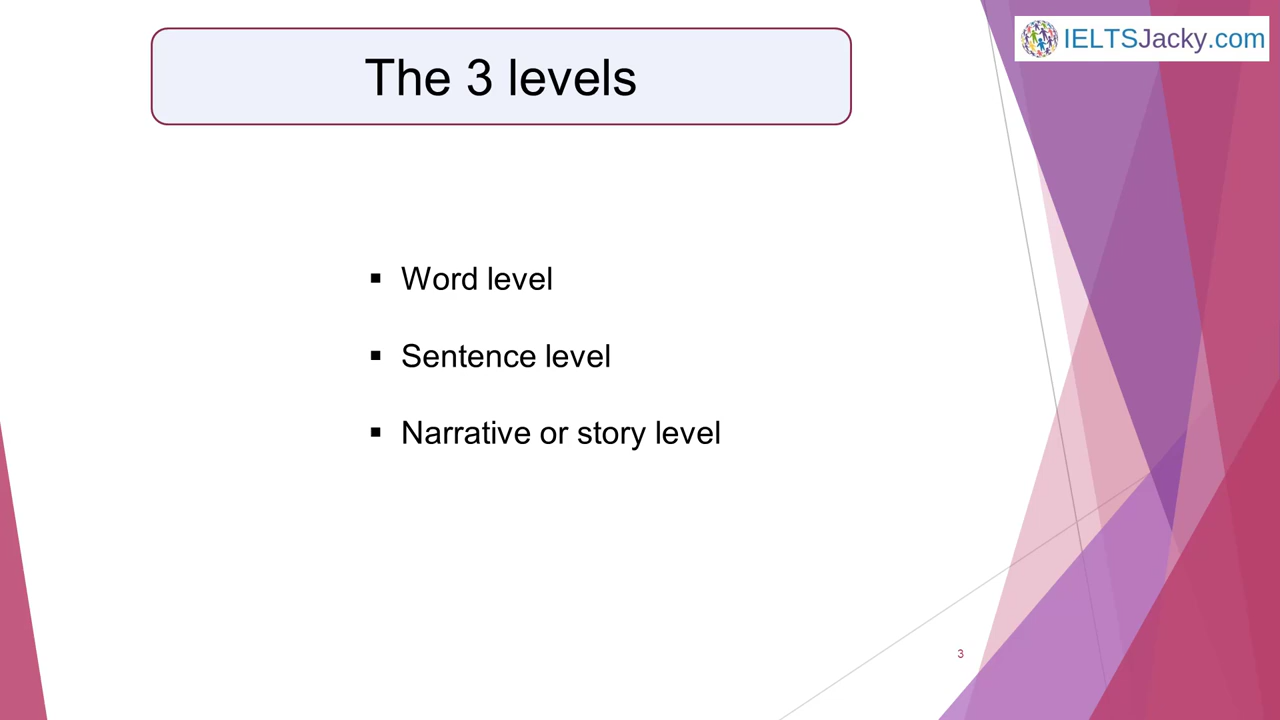 IELTSJacky.com
The 3 levels
▪ Word level
▪ Sentence level
▪ Narrative or story level
3